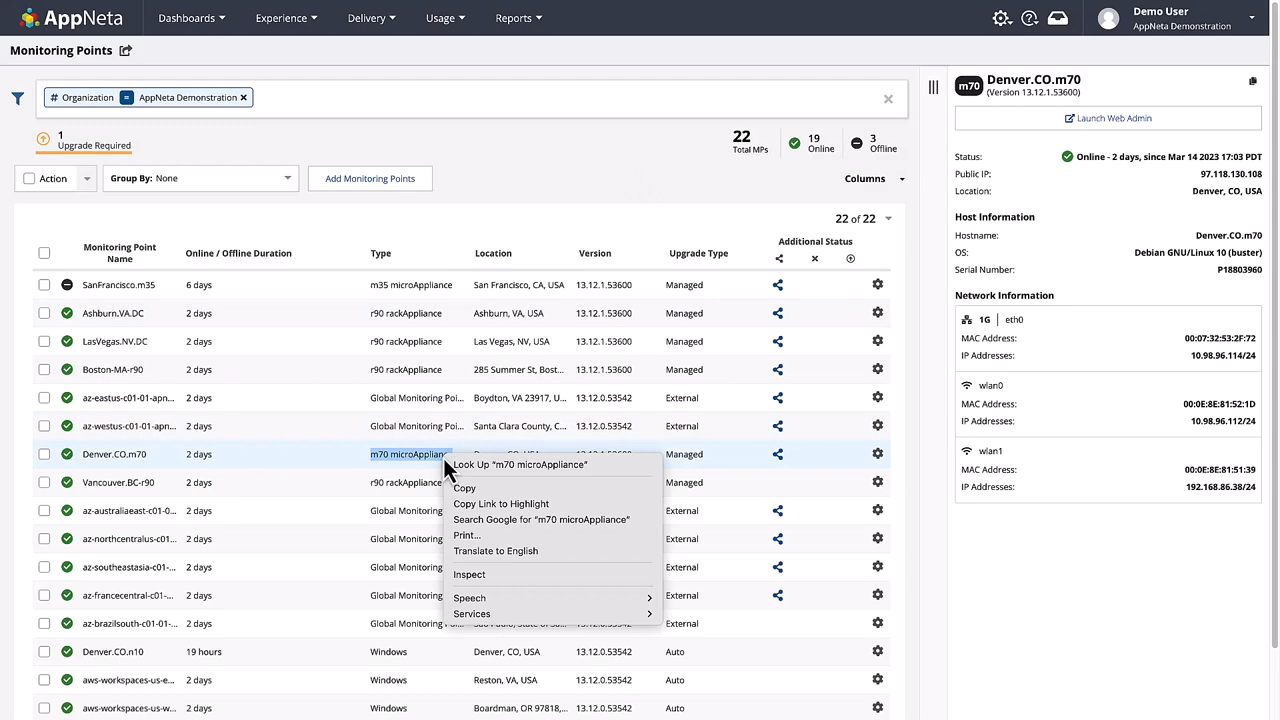 AppNeta Dashboards Experience Delivery Usage Reports Demo User
AppNeta Demonstration
Monitoring Points
# Organization = AppNeta Demonstration ×
1
Upgrade Required
22
Total MPs
19
Online
3
Offline
Action Group By: None Add Monitoring Points Columns
22 of 22
Monitoring Point Name Online / Offline Duration Type Location Version Upgrade Type Additional Status
SanFrancisco.m35 6 days m35 microAppliance San Francisco, CA, USA 13.12.1.53600 Managed
Ashburn.VA.DC 2 days r90 rackAppliance Ashburn, VA, USA 13.12.1.53600 Managed
LasVegas.NV.DC 2 days r90 rackAppliance Las Vegas, NV, USA 13.12.1.53600 Managed
Boston-MA-r90 2 days r90 rackAppliance 285 Summer St, Bost... 13.12.1.53600 Managed
az-eastus-c01-01-apn... 2 days Global Monitoring Poi... Boydton, VA 23917, U... 13.12.0.53542 External
az-westus-c01-01-apn... 2 days Global Monitoring Poi... Santa Clara County, C... 13.12.0.53542 External
Denver.CO.m70 2 days m70 microApplianc Managed
Vancouver.BC-r90 2 days r90 rackAppliance Managed
az-australiaeast-c01-0... 2 days Global Monitor External
az-northcentralus-c01... 2 days Global Monitor External
az-southeastasia-c01-... 2 days Global Monitor External
az-francecentral-c01-... 2 days Global Monitor External
az-brazilsouth-c01-01-... 2 days Global Monitor External
Denver.CO.n10 19 hours Windows Denver, CO, USA 13.12.0.53542 Auto
aws-workspaces-us-e... 2 days Windows Reston, VA, USA 13.12.0.53542 Auto
aws-workspaces-us-w... 2 days Windows Boardman, OR 97818,... 13.12.0.53542 Auto
Look Up “m70 microAppliance”
Copy
Copy Link to Highlight
Search Google for “m70 microAppliance”
Print...
Translate to English
Inspect
Speech
Services
m70 Denver.CO.m70
(Version 13.12.1.53600)
Launch Web Admin
Status: Online - 2 days, since Mar 14 2023 17:03 PDT
Public IP: 97.118.130.108
Location: Denver, CO, USA
Host Information
Hostname: Denver.CO.m70
OS: Debian GNU/Linux 10 (buster)
Serial Number: P18803960
Network Information
1G | eth0
MAC Address: 00:07:32:53:2F:72
IP Addresses: 10.98.96.114/24
wlan0
MAC Address: 00:0E:8E:81:52:1D
IP Addresses: 10.98.96.112/24
wlan1
MAC Address: 00:0E:8E:81:51:39
IP Addresses: 192.168.86.38/24